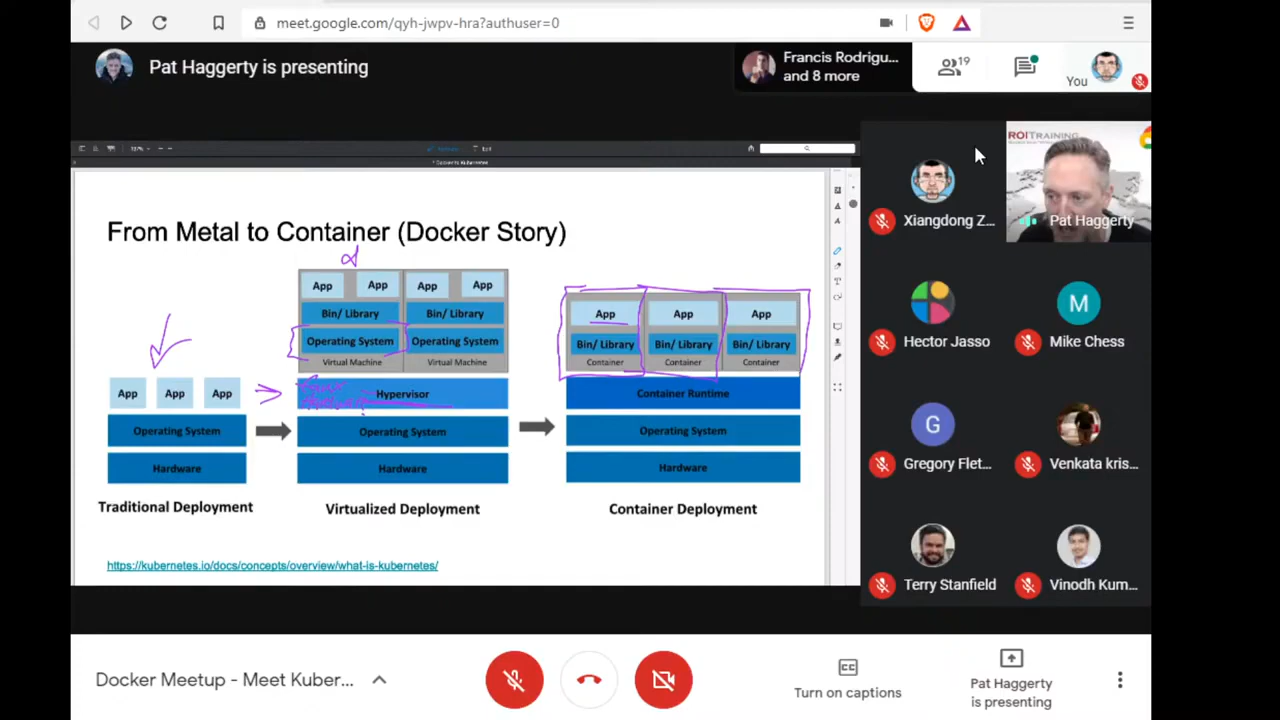 meet.google.com/qyh-jwpv-hra?authuser=0
Pat Haggerty is presenting
Francis Rodrigu...
and 8 more
19
You
ROITRAINING
Xiangdong Z...
Pat Haggerty
Hector Jasso
M
Mike Chess
G
Gregory Flet...
Venkata kris...
Terry Stanfield
Vinodh Kum...
From Metal to Container (Docker Story)
App
App
App
Operating System
Hardware
Traditional Deployment
App
App
App
App
Bin/ Library
Bin/ Library
Operating System
Operating System
Virtual Machine
Virtual Machine
Hypervisor
Operating System
Hardware
Virtualized Deployment
App
App
App
Bin/ Library
Bin/ Library
Bin/ Library
Container
Container
Container
Container Runtime
Operating System
Hardware
Container Deployment
https://kubernetes.io/docs/concepts/overview/what-is-kubernetes/
Docker Meetup - Meet Kuber...
CC
Turn on captions
Pat Haggerty
is presenting